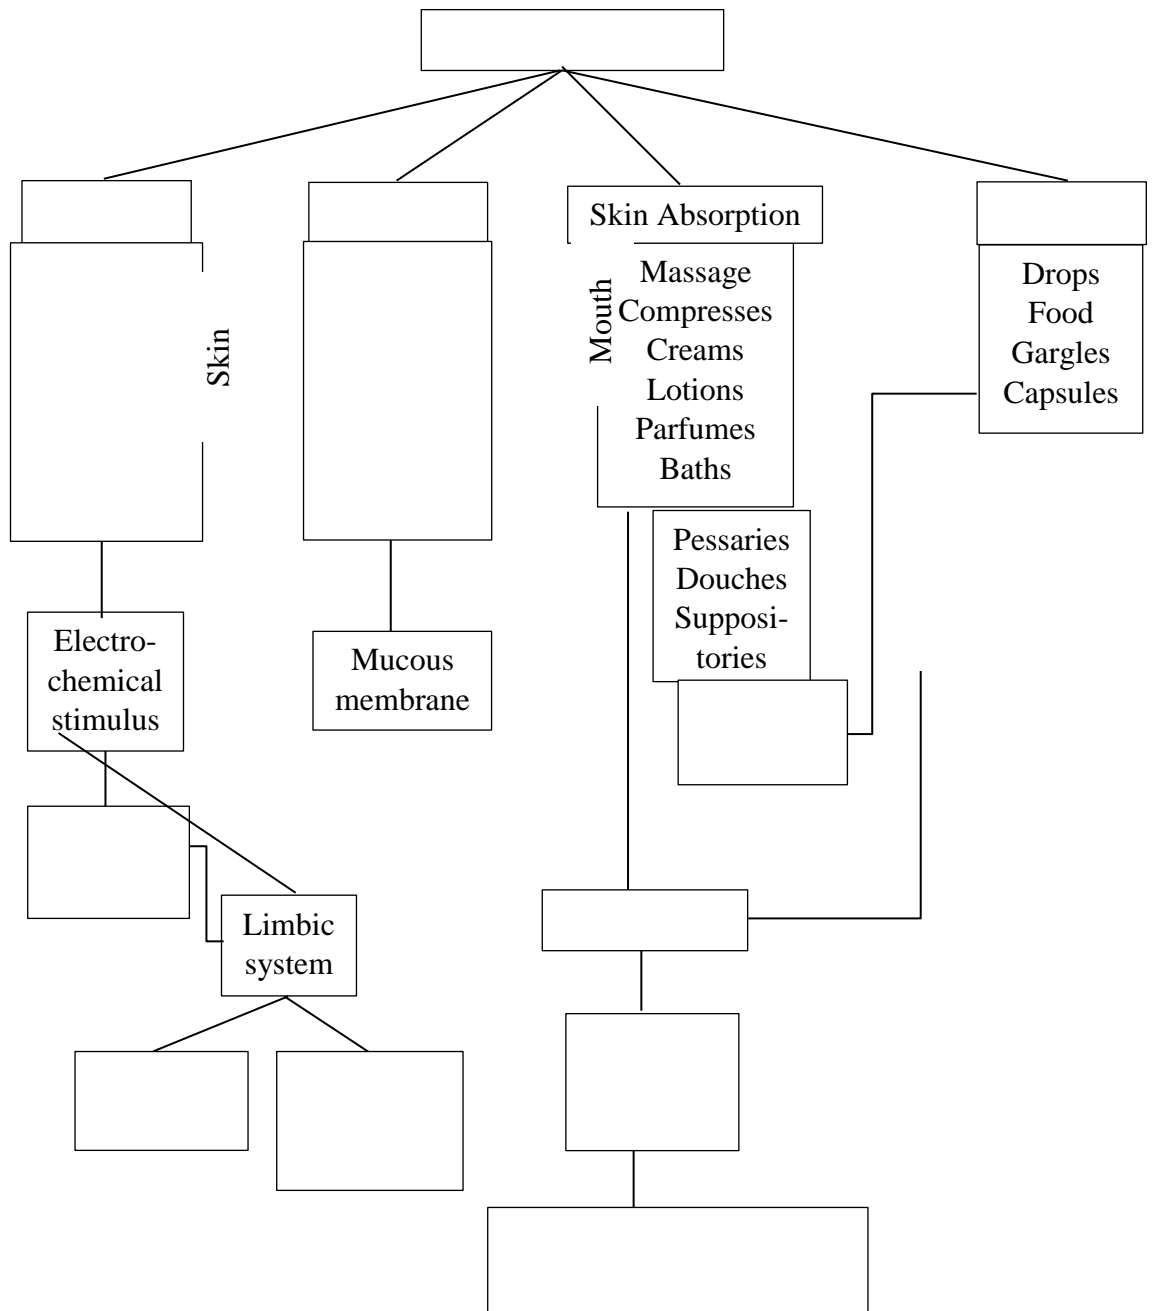 Skin Absorption
Skin
Mouth
Massage
Compresses
Creams
Lotions
Parfumes
Baths
Drops
Food
Gargles
Capsules
Pessaries
Douches
Supposi-
tories
Electro-
chemical
stimulus
Mucous
membrane
Limbic
system